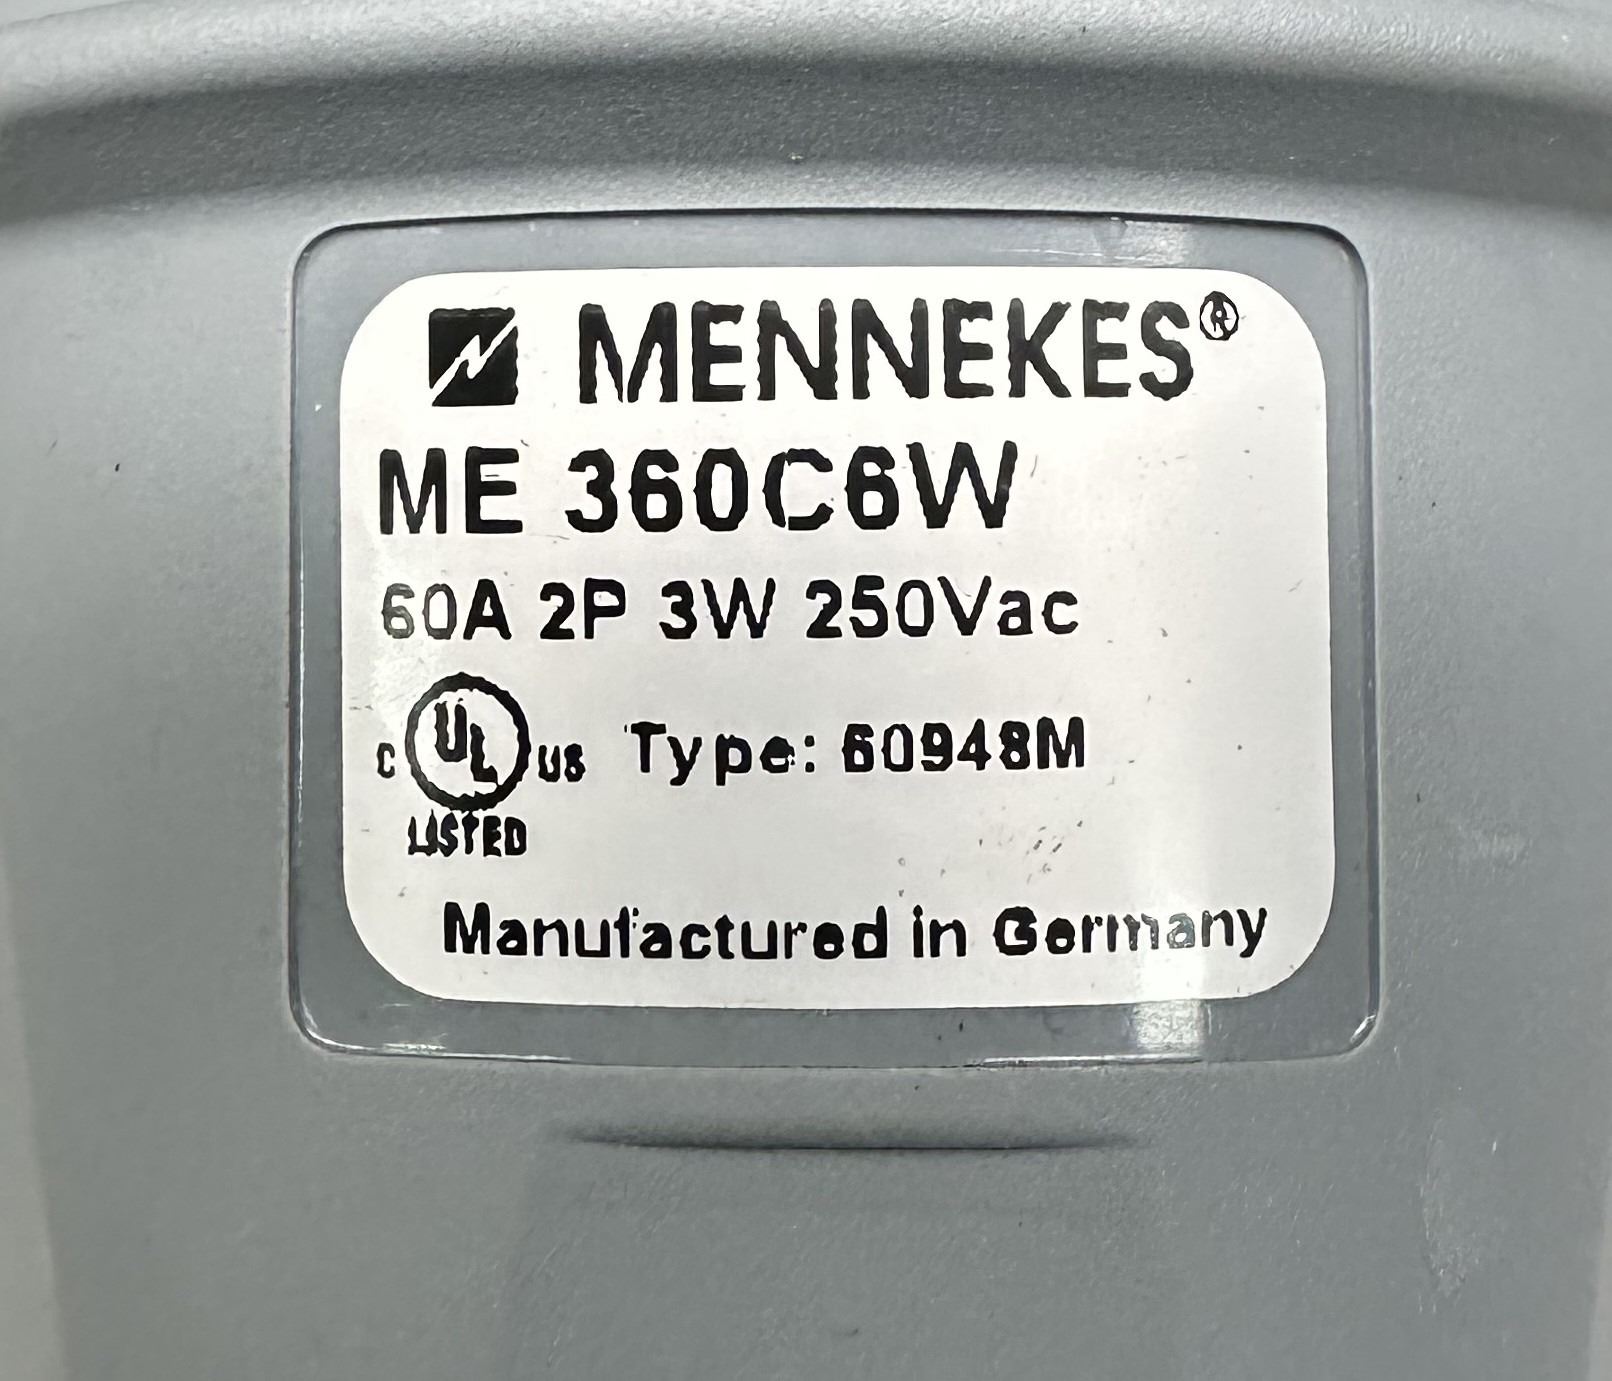 MENNEKES®
ME 360C6W
60A 2P 3W 250Vac
C UL US Type: 60948M
LISTED
Manufactured in Germany